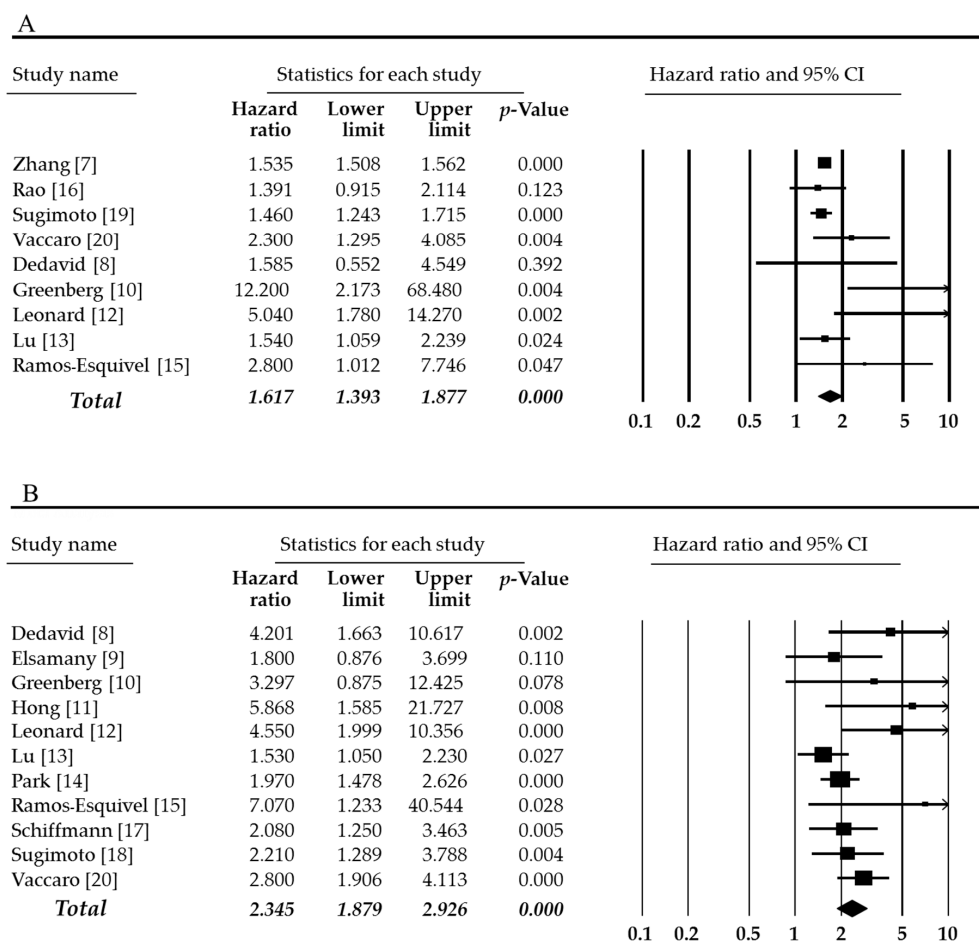 A
Study name Statistics for each study Hazard ratio and 95% CI
Hazard ratio Lower limit Upper limit p-Value
Zhang [7] 1.535 1.508 1.562 0.000
Rao [16] 1.391 0.915 2.114 0.123
Sugimoto [19] 1.460 1.243 1.715 0.000
Vaccaro [20] 2.300 1.295 4.085 0.004
Dedavid [8] 1.585 0.552 4.549 0.392
Greenberg [10] 12.200 2.173 68.480 0.004
Leonard [12] 5.040 1.780 14.270 0.002
Lu [13] 1.540 1.059 2.239 0.024
Ramos-Esquivel [15] 2.800 1.012 7.746 0.047
Total 1.617 1.393 1.877 0.000
0.1 0.2 0.5 1 2 5 10
B
Study name Statistics for each study Hazard ratio and 95% CI
Hazard ratio Lower limit Upper limit p-Value
Dedavid [8] 4.201 1.663 10.617 0.002
Elsamany [9] 1.800 0.876 3.699 0.110
Greenberg [10] 3.297 0.875 12.425 0.078
Hong [11] 5.868 1.585 21.727 0.008
Leonard [12] 4.550 1.999 10.356 0.000
Lu [13] 1.530 1.050 2.230 0.027
Park [14] 1.970 1.478 2.626 0.000
Ramos-Esquivel [15] 7.070 1.233 40.544 0.028
Schiffmann [17] 2.080 1.250 3.463 0.005
Sugimoto [18] 2.210 1.289 3.788 0.004
Vaccaro [20] 2.800 1.906 4.113 0.000
Total 2.345 1.879 2.926 0.000
0.1 0.2 0.5 1 2 5 10